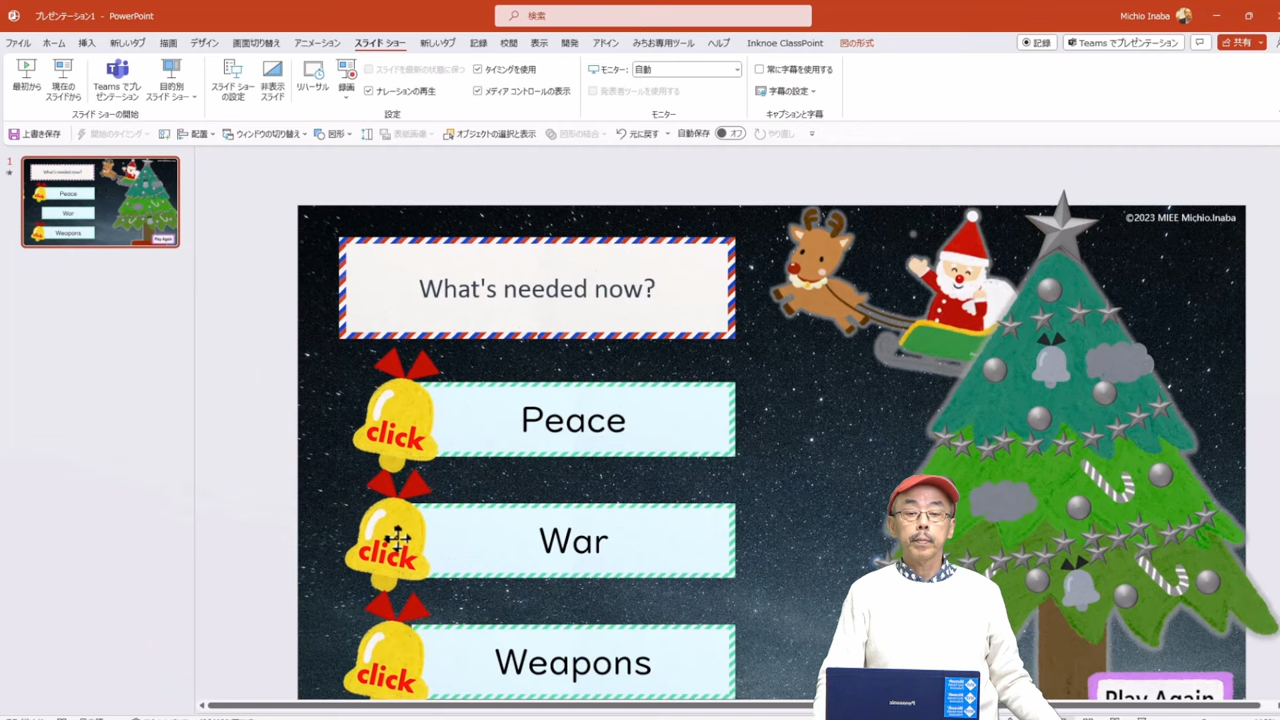 プレゼンテーション1 - PowerPoint
検索
Michio Inaba
ファイル ホーム 挿入 新しいタブ 描画 デザイン 画面切り替え アニメーション スライド ショー 新しいタブ 記録 校閲 表示 開発 アドイン みちお専用ツール ヘルプ Inknoe ClassPoint 図の形式
記録 Teams でプレゼンテーション 共有
最初から
現在の
スライドから
Teams でプレ
ゼンテーション
目的別
スライド ショー
スライド ショー
の設定
非表示
スライド
リハーサル
録画
スライドを最新の状態に保つ
ナレーションの再生
タイミングを使用
メディア コントロールの表示
モニター: 自動
発表者ツールを使用する
常に字幕を使用する
字幕の設定
スライド ショーの開始
設定
モニター
キャプションと字幕
上書き保存 開始のタイミング 配置 ウィンドウの切り替え 図形 表紙画像 オブジェクトの選択と表示 図形の結合 元に戻す 自動保存 オフ やり直し
1
What's needed now?
Peace
War
Weapons
Play Again
©2023 MIEE Michio.Inaba
What's needed now?
click
Peace
click
War
click
Weapons
Play Again